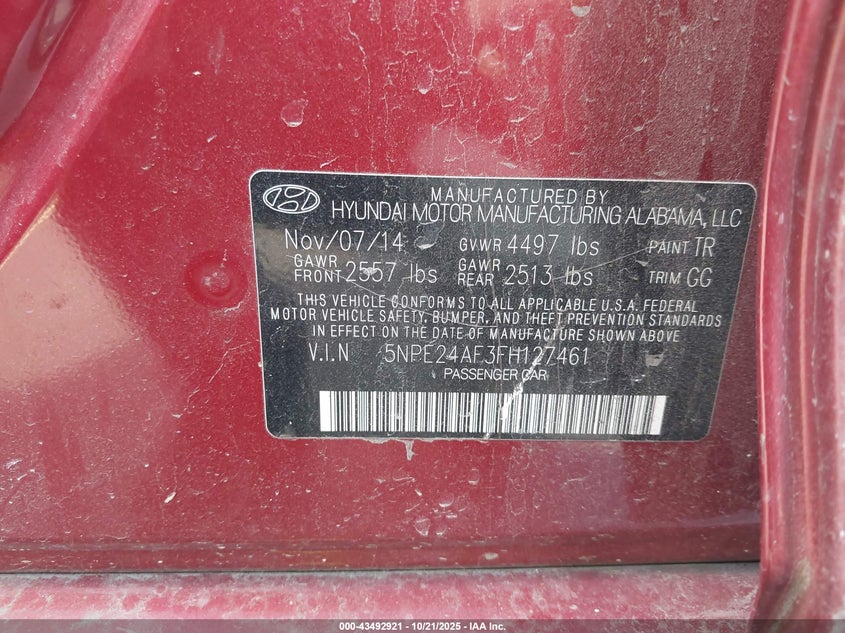 MANUFACTURED BY
HYUNDAI MOTOR MANUFACTURING ALABAMA, LLC
Nov/07/14 GVWR 4497 lbs PAINT TR
GAWR FRONT 2557 lbs GAWR REAR 2513 lbs TRIM GG
THIS VEHICLE CONFORMS TO ALL APPLICABLE U.S.A. FEDERAL
MOTOR VEHICLE SAFETY, BUMPER, AND THEFT PREVENTION STANDARDS
IN EFFECT ON THE DATE OF MANUFACTURE SHOWN ABOVE
V.I.N 5NPE24AF3FH127461
PASSENGER CAR
000-43492921 - 10/21/2025 - IAA Inc.